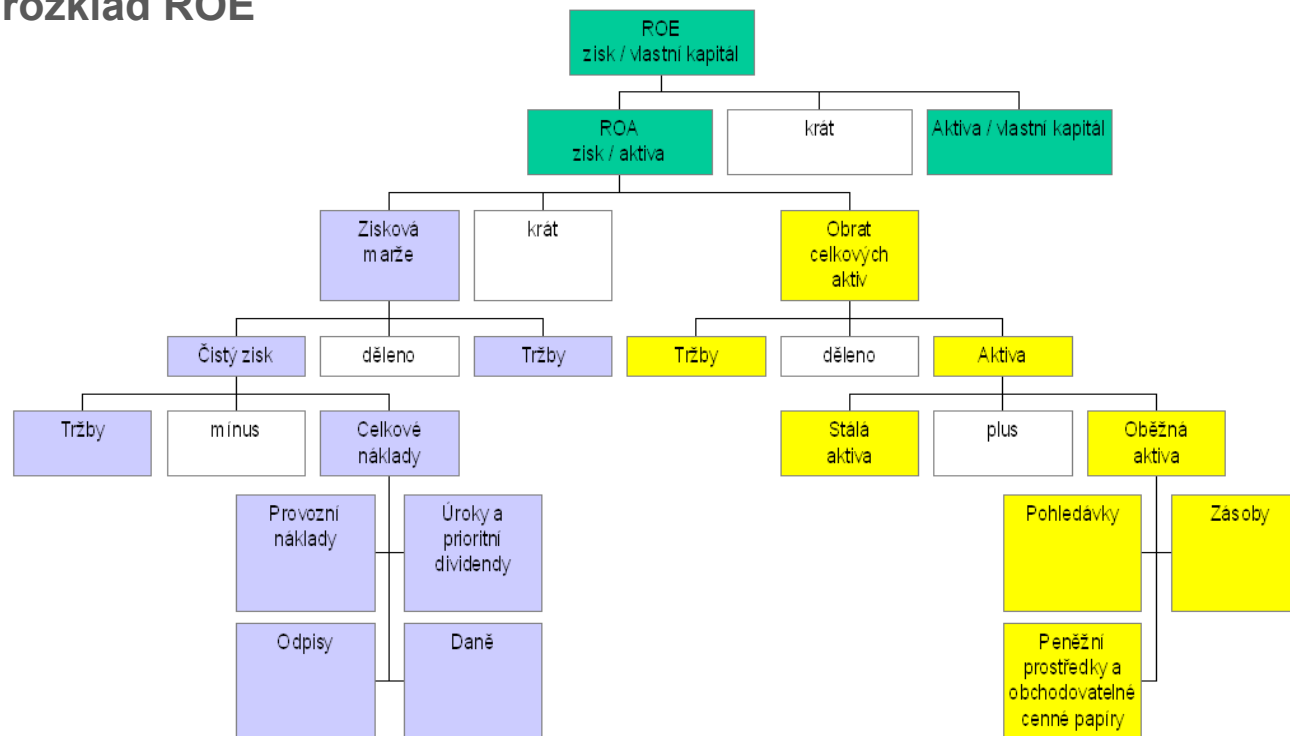 rozklad ROE
ROE
zisk / vlastní kapitál
ROA
zisk / aktiva
krát
Aktiva / vlastní kapitál
Zisková
marže
krát
Obrat
celkových
aktiv
Čistý zisk
děleno
Tržby
Tržby
děleno
Aktiva
Tržby
mínus
Celkové
náklady
Stálá
aktiva
plus
Oběžná
aktiva
Provozní
náklady
Úroky a
prioritní
dividendy
Pohledávky
Zásoby
Odpisy
Daně
Peněžní
prostředky a
obchodovatelné
cenné papíry